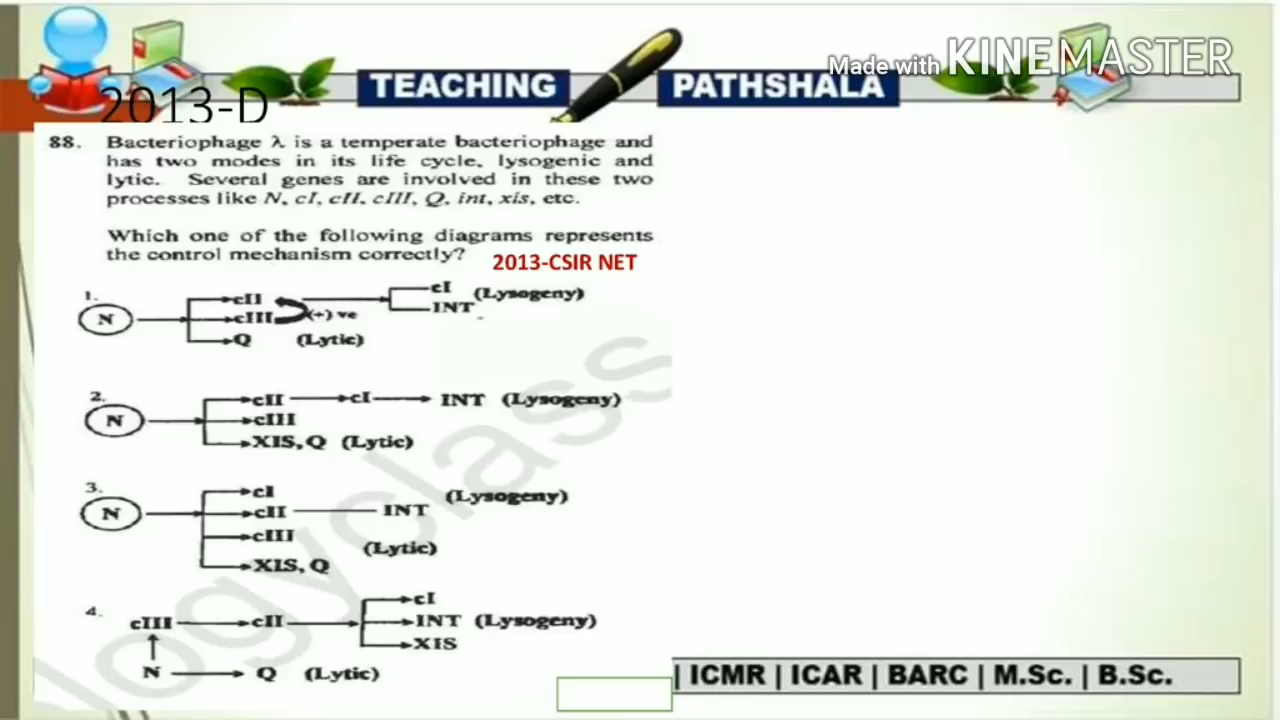 Made with KINEMASTER
TEACHING PATHSHALA
2013-D
88. Bacteriophage λ is a temperate bacteriophage and
has two modes in its life cycle, lysogenic and
lytic. Several genes are involved in these two
processes like N, cI, cII, cIII, Q, int, xis, etc.
Which one of the following diagrams represents
the control mechanism correctly?
2013-CSIR NET
1.
cII cI (Lysogeny)
N cIII (+) ve INT
Q (Lytic)
2.
cII cI INT (Lysogeny)
N cIII
XIS, Q (Lytic)
3.
cI (Lysogeny)
N cII INT
cIII (Lytic)
XIS, Q
4.
cI
cIII cII INT (Lysogeny)
XIS
N Q (Lytic)
ologyclass
| ICMR | ICAR | BARC | M.Sc. | B.Sc.